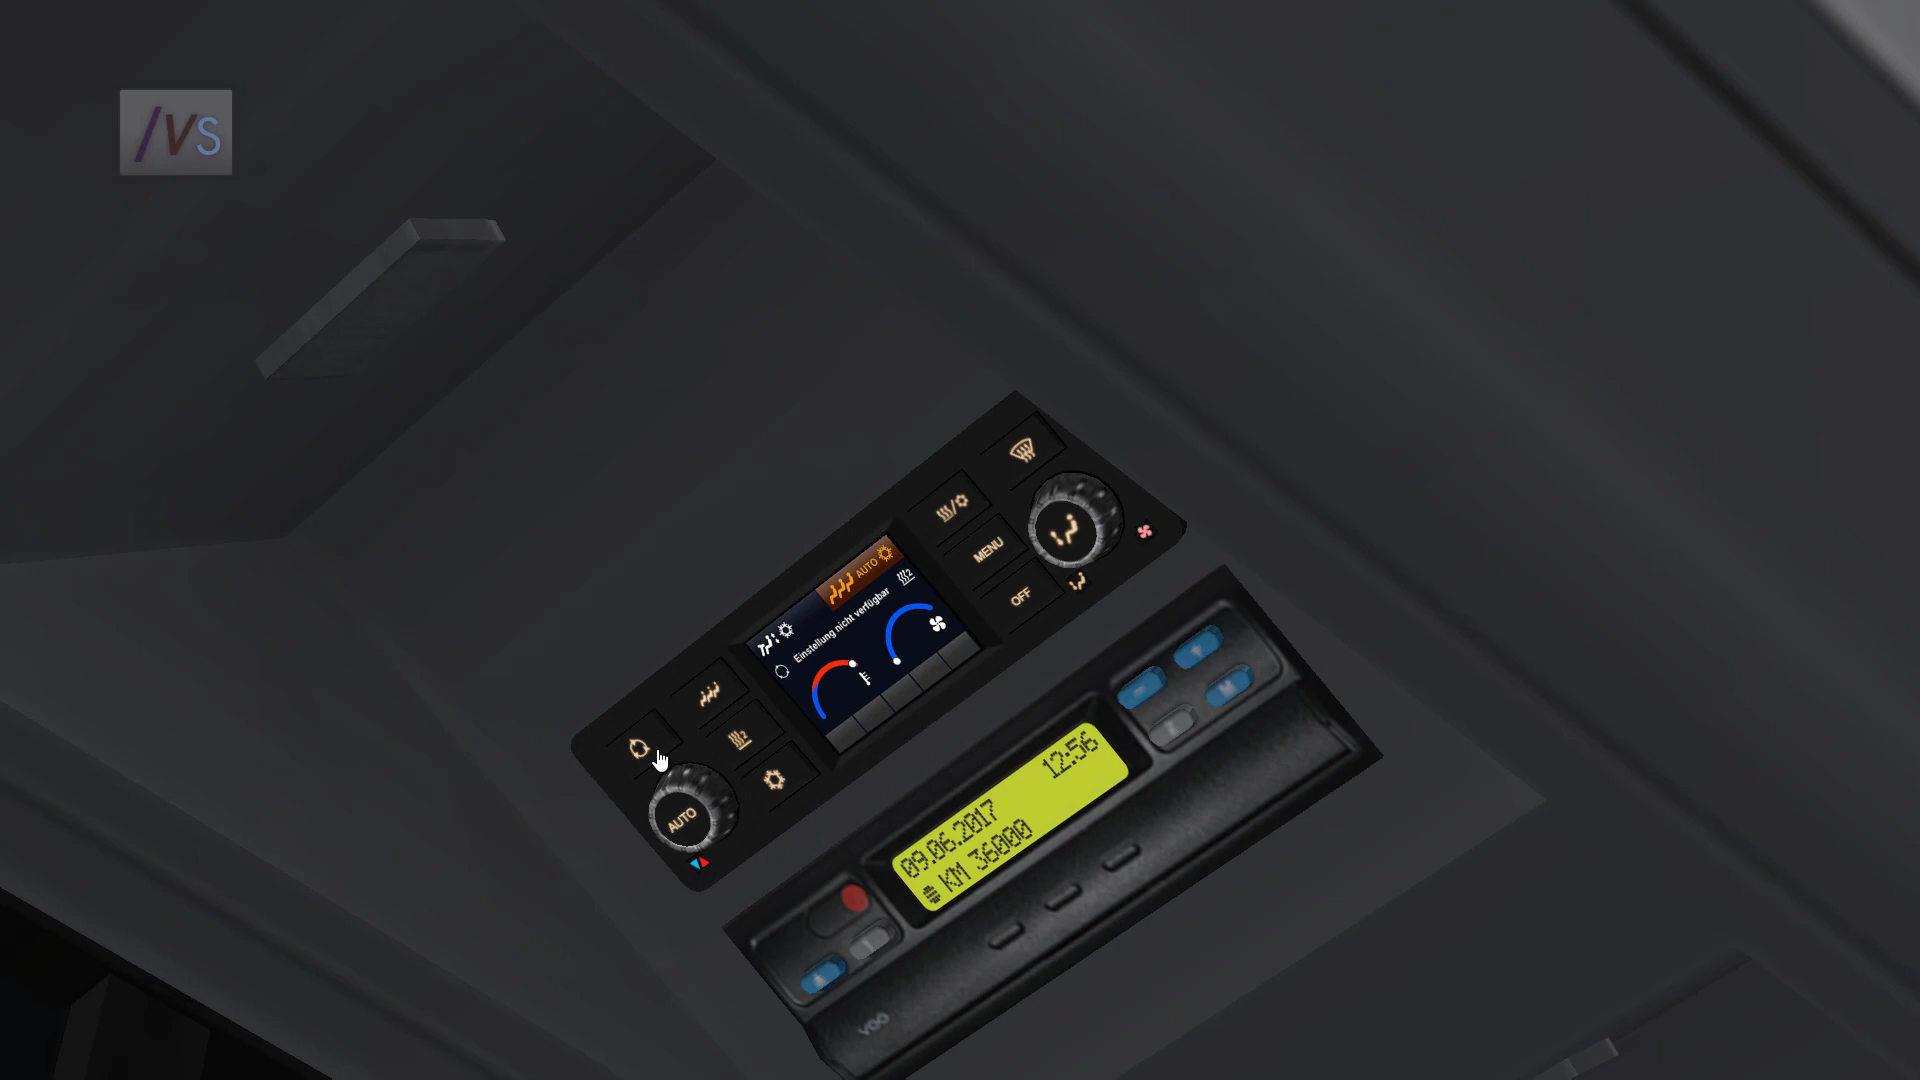 /VS
AUTO
Einstellung nicht verfügbar
MENU
OFF
AUTO
12:56
09.06.2017
KM 36000
VDO